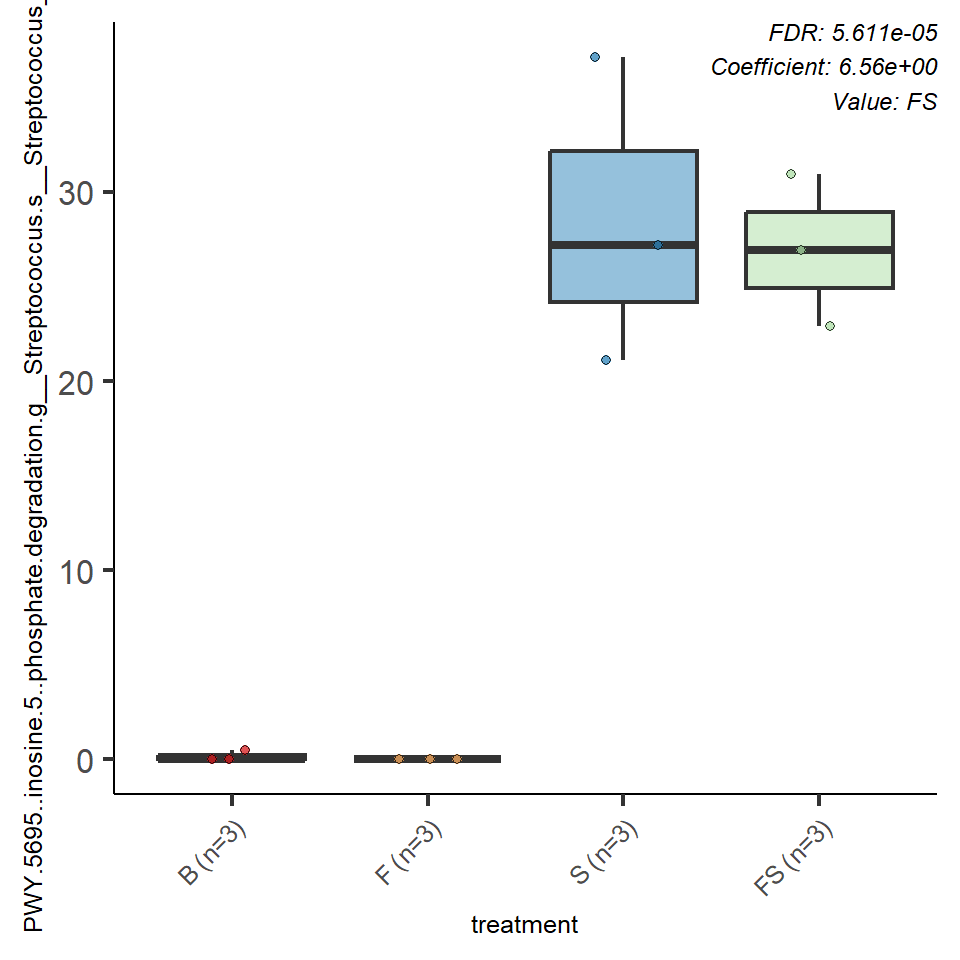 FDR: 5.611e-05
Coefficient: 6.56e+00
Value: FS
PWY.5695..inosine.5..phosphate.degradation.g__Streptococcus.s__Streptococcus_
30
20
10
0
B (n=3)
F (n=3)
S (n=3)
FS (n=3)
treatment